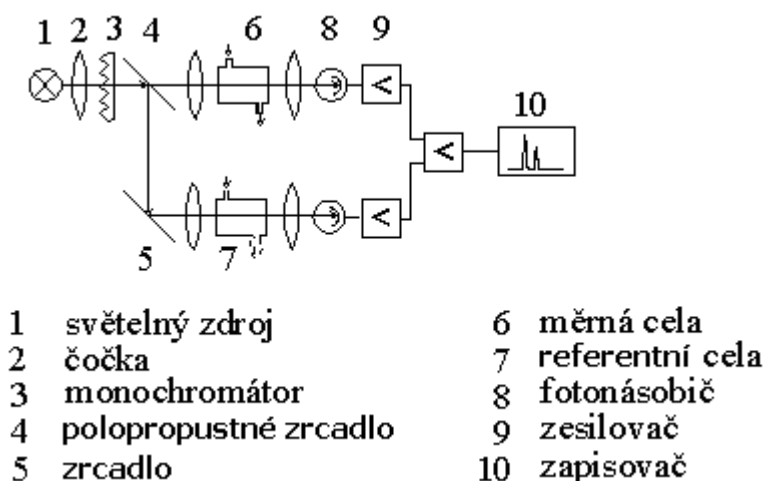 1 2 3 4 6 8 9
10
5 7
1 světelný zdroj
2 čočka
3 monochromátor
4 polopropustné zrcadlo
5 zrcadlo
6 měrná cela
7 referentní cela
8 fotonásobič
9 zesilovač
10 zapisovač